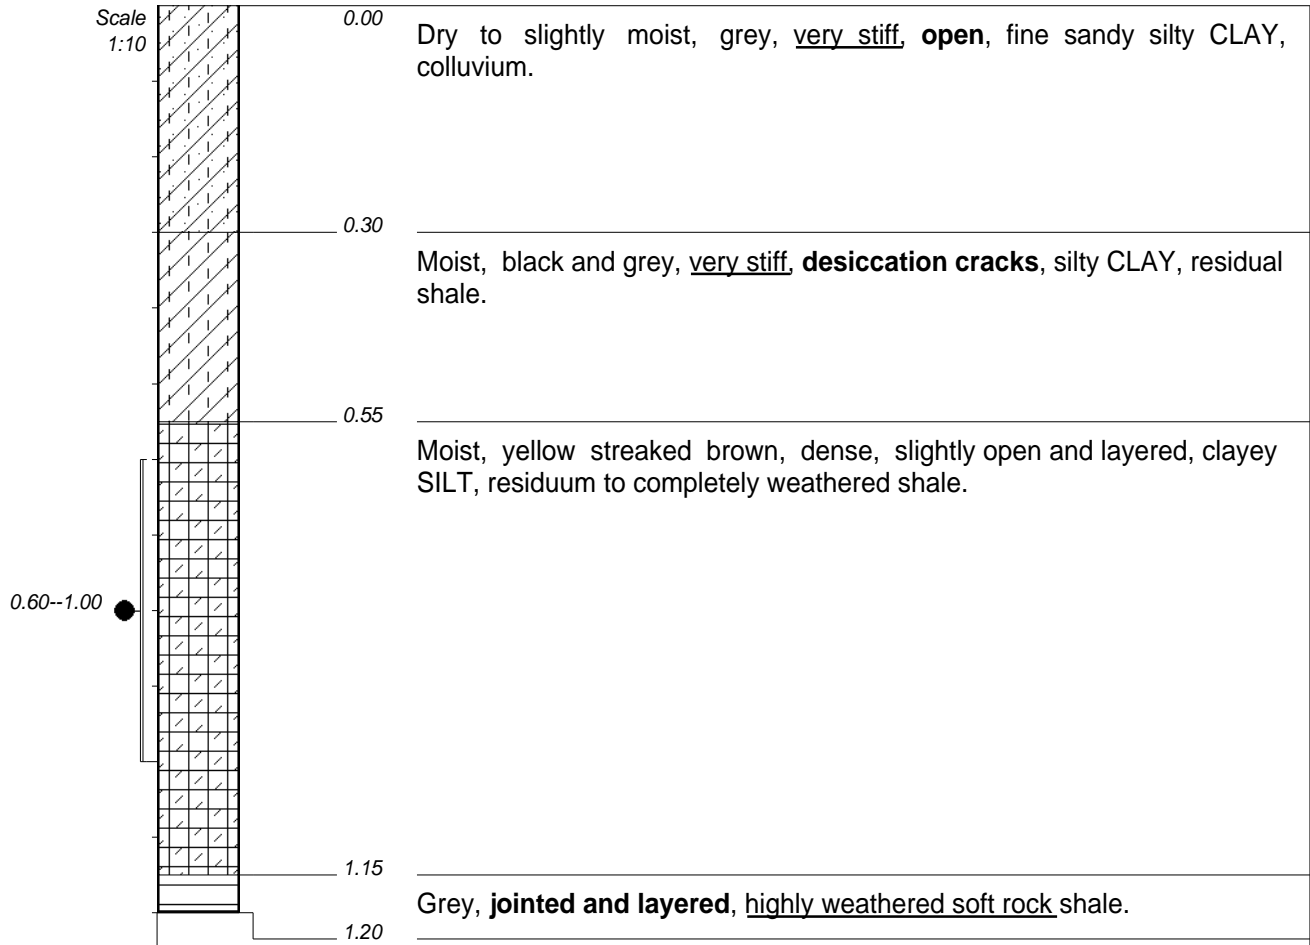 Scale
1:10
0.00
Dry to slightly moist, grey, very stiff, open, fine sandy silty CLAY,
colluvium.
0.30
Moist, black and grey, very stiff, desiccation cracks, silty CLAY, residual
shale.
0.55
Moist, yellow streaked brown, dense, slightly open and layered, clayey
SILT, residuum to completely weathered shale.
0.60--1.00
1.15
Grey, jointed and layered, highly weathered soft rock shale.
1.20